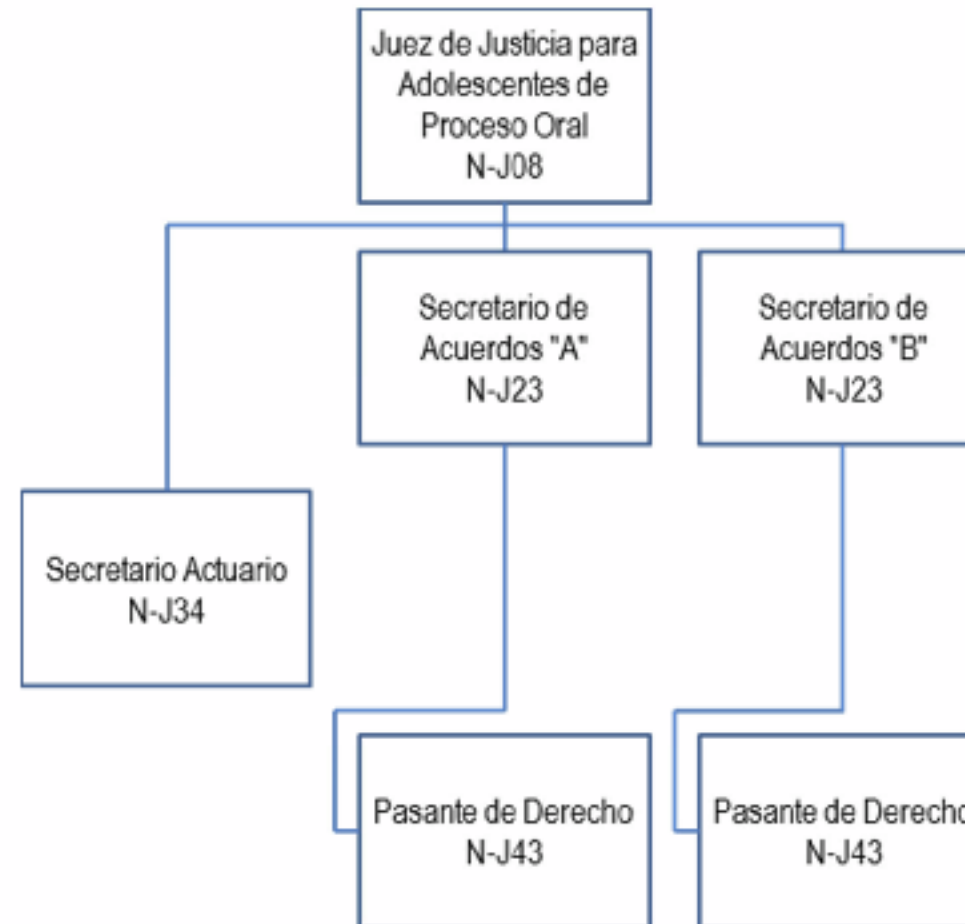 Juez de Justicia para
Adolescentes de
Proceso Oral
N-J08
Secretario de
Acuerdos "A"
N-J23
Secretario de
Acuerdos "B"
N-J23
Secretario Actuario
N-J34
Pasante de Derecho
N-J43
Pasante de Derecho
N-J43